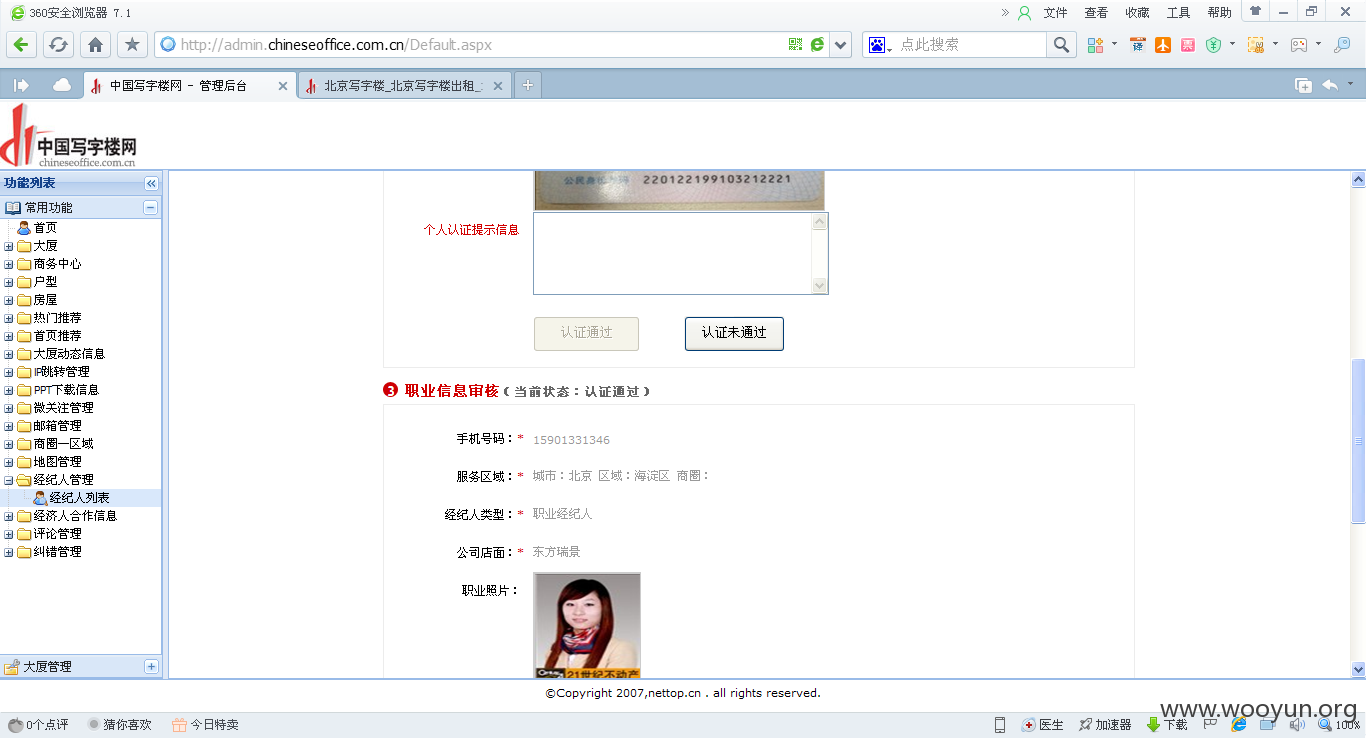 360安全浏览器 7.1
» 文件 查看 收藏 工具 帮助
http://admin.chineseoffice.com.cn/Default.aspx
点此搜索
中国写字楼网 - 管理后台
北京写字楼_北京写字楼出租_
中国写字楼网
chineseoffice.com.cn
功能列表
常用功能
首页
大厦
商务中心
户型
房屋
热门推荐
首页推荐
大厦动态信息
IP跳转管理
PPT下载信息
微关注管理
邮箱管理
商圈一区域
地图管理
经纪人管理
经纪人列表
经济人合作信息
评论管理
纠错管理
大厦管理
公民身份号码 220122199103212221
个人认证提示信息
认证通过
认证未通过
3 职业信息审核 ( 当前状态：认证通过 )
手机号码：* 15901331346
服务区域：* 城市：北京 区域：海淀区 商圈：
经纪人类型：* 职业经纪人
公司店面：* 东方瑞景
职业照片：
21世纪不动产
©Copyright 2007,nettop.cn . all rights reserved.
www.wooyun.org
0个点评 猜你喜欢 今日特卖
医生 加速器 下载 100%